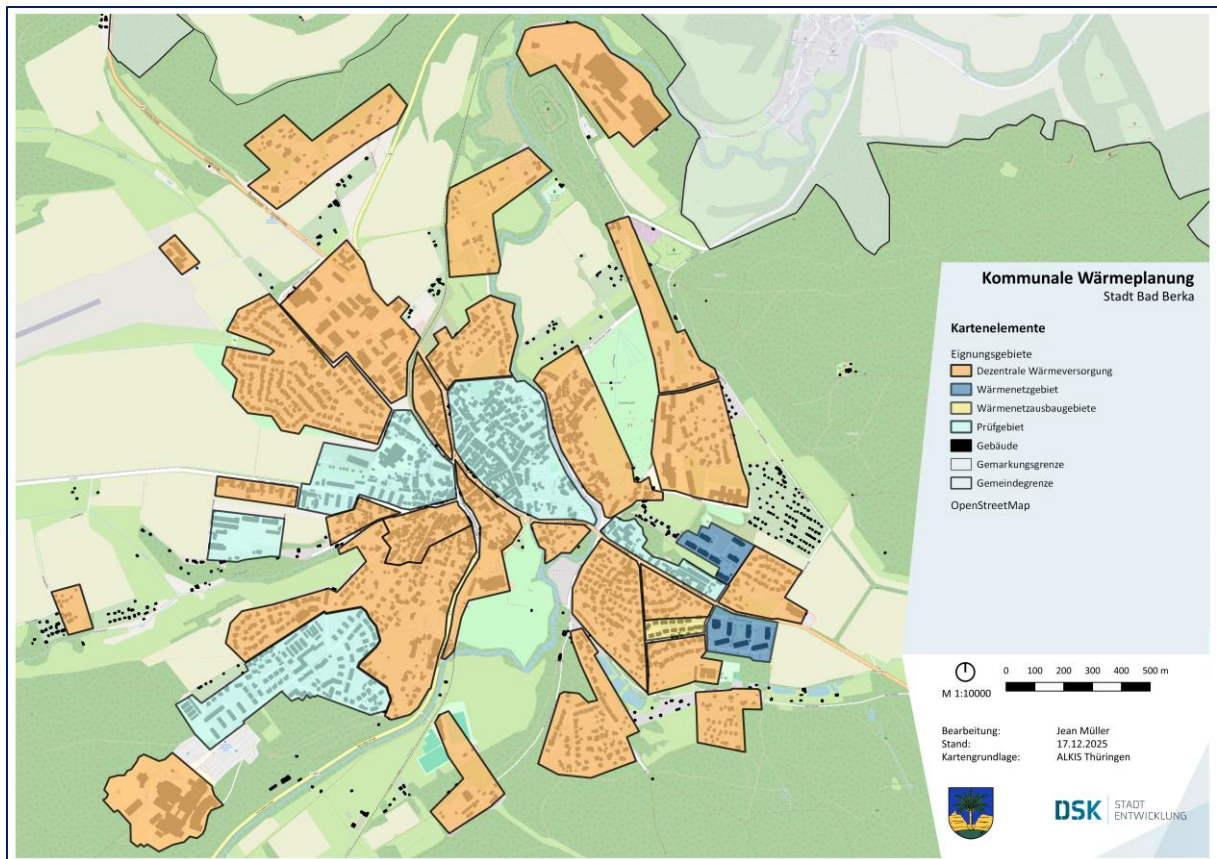 Kommunale Wärmeplanung
Stadt Bad Berka
Kartenelemente
Eignungsgebiete
Dezentrale Wärmeversorgung
Wärmenetzgebiet
Wärmenetzausbaugebiete
Prüfgebiet
Gebäude
Gemarkungsgrenze
Gemeindegrenze
OpenStreetMap
M 1:10000
0 100 200 300 400 500 m
Bearbeitung: Jean Müller
Stand: 17.12.2025
Kartengrundlage: ALKIS Thüringen
DSK STADT
ENTWICKLUNG